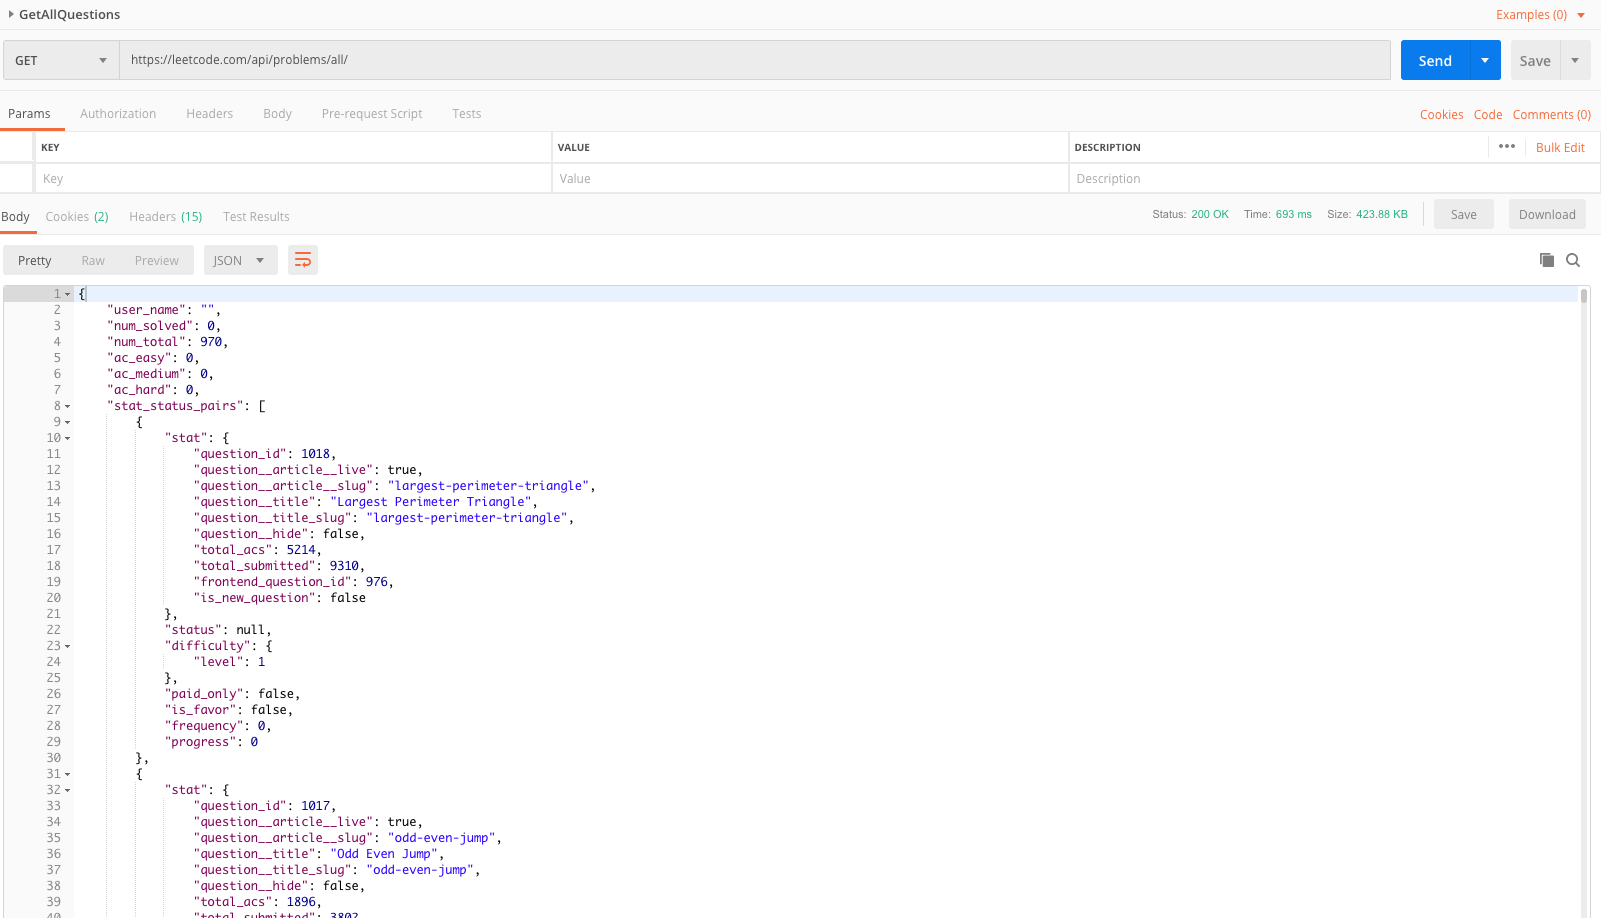 GetAllQuestions Examples (0)
GET https://leetcode.com/api/problems/all/ Send Save
Params Authorization Headers Body Pre-request Script Tests Cookies Code Comments (0)
KEY VALUE DESCRIPTION ••• Bulk Edit
Key Value Description
Body Cookies (2) Headers (15) Test Results Status: 200 OK Time: 693 ms Size: 423.88 KB Save Download
Pretty Raw Preview JSON
1 {
2 "user_name": "",
3 "num_solved": 0,
4 "num_total": 970,
5 "ac_easy": 0,
6 "ac_medium": 0,
7 "ac_hard": 0,
8 "stat_status_pairs": [
9 {
10 "stat": {
11 "question_id": 1018,
12 "question__article__live": true,
13 "question__article__slug": "largest-perimeter-triangle",
14 "question__title": "Largest Perimeter Triangle",
15 "question__title_slug": "largest-perimeter-triangle",
16 "question__hide": false,
17 "total_acs": 5214,
18 "total_submitted": 9310,
19 "frontend_question_id": 976,
20 "is_new_question": false
21 },
22 "status": null,
23 "difficulty": {
24 "level": 1
25 },
26 "paid_only": false,
27 "is_favor": false,
28 "frequency": 0,
29 "progress": 0
30 },
31 {
32 "stat": {
33 "question_id": 1017,
34 "question__article__live": true,
35 "question__article__slug": "odd-even-jump",
36 "question__title": "Odd Even Jump",
37 "question__title_slug": "odd-even-jump",
38 "question__hide": false,
39 "total_acs": 1896,
40 "total_submitted": 3802